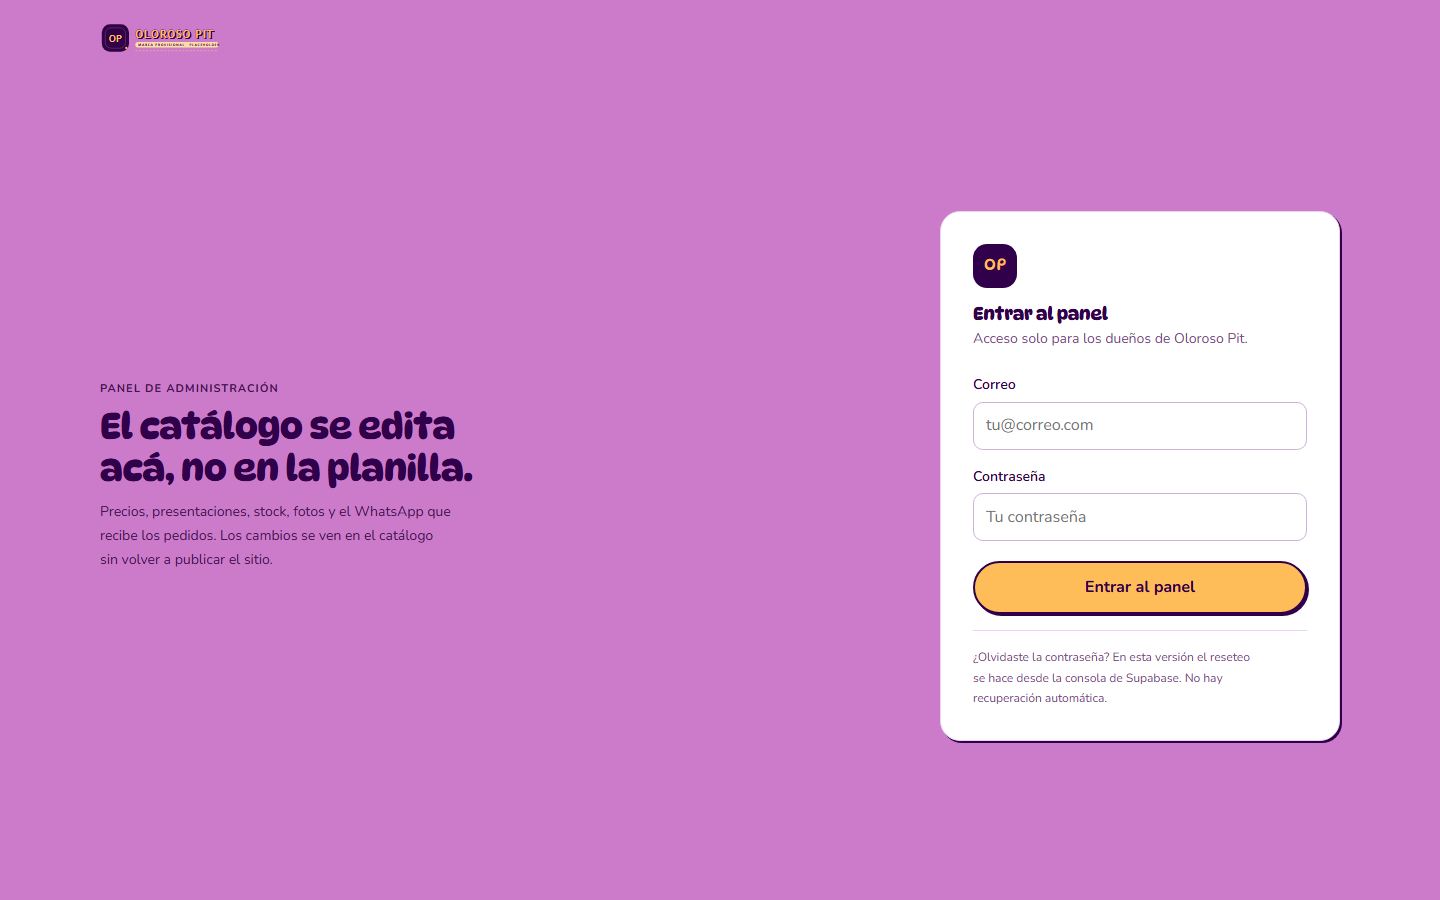 OP
OLOROSO PIT
MARCA PROVISIONAL · PLACEHOLDER
PANEL DE ADMINISTRACIÓN
El catálogo se edita
acá, no en la planilla.
Precios, presentaciones, stock, fotos y el WhatsApp que
recibe los pedidos. Los cambios se ven en el catálogo
sin volver a publicar el sitio.
OP
Entrar al panel
Acceso solo para los dueños de Oloroso Pit.
Correo
tu@correo.com
Contraseña
Tu contraseña
Entrar al panel
¿Olvidaste la contraseña? En esta versión el reseteo
se hace desde la consola de Supabase. No hay
recuperación automática.